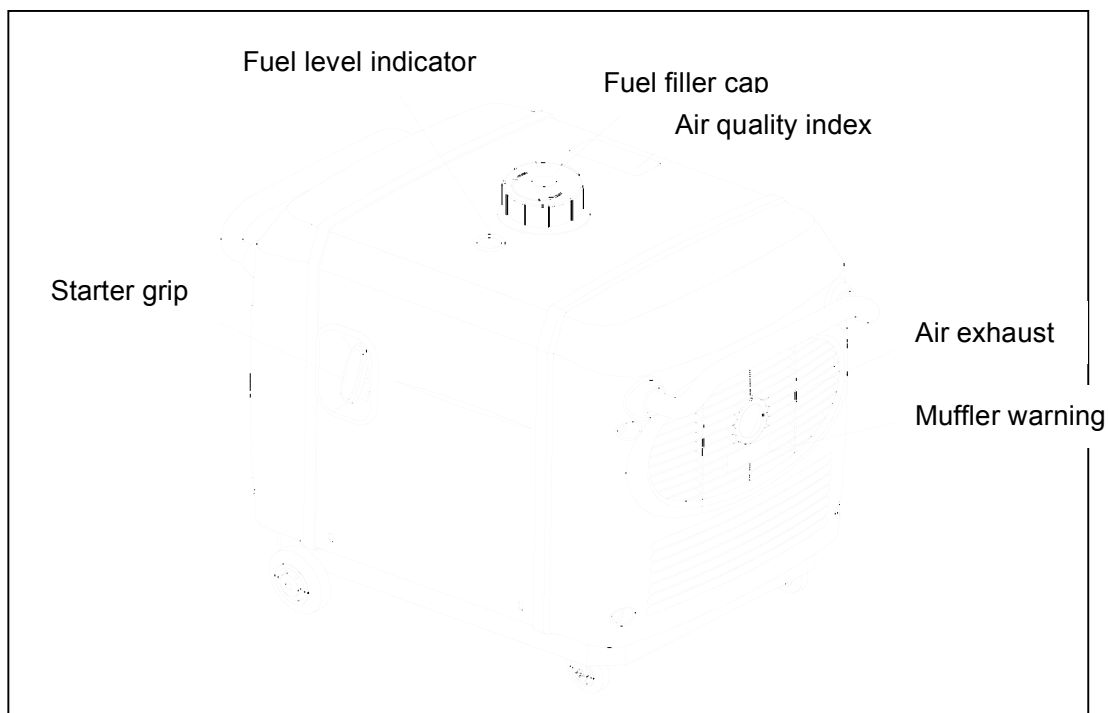 Fuel level indicator
Fuel filler cap
Air quality index
Starter grip
Air exhaust
Muffler warning